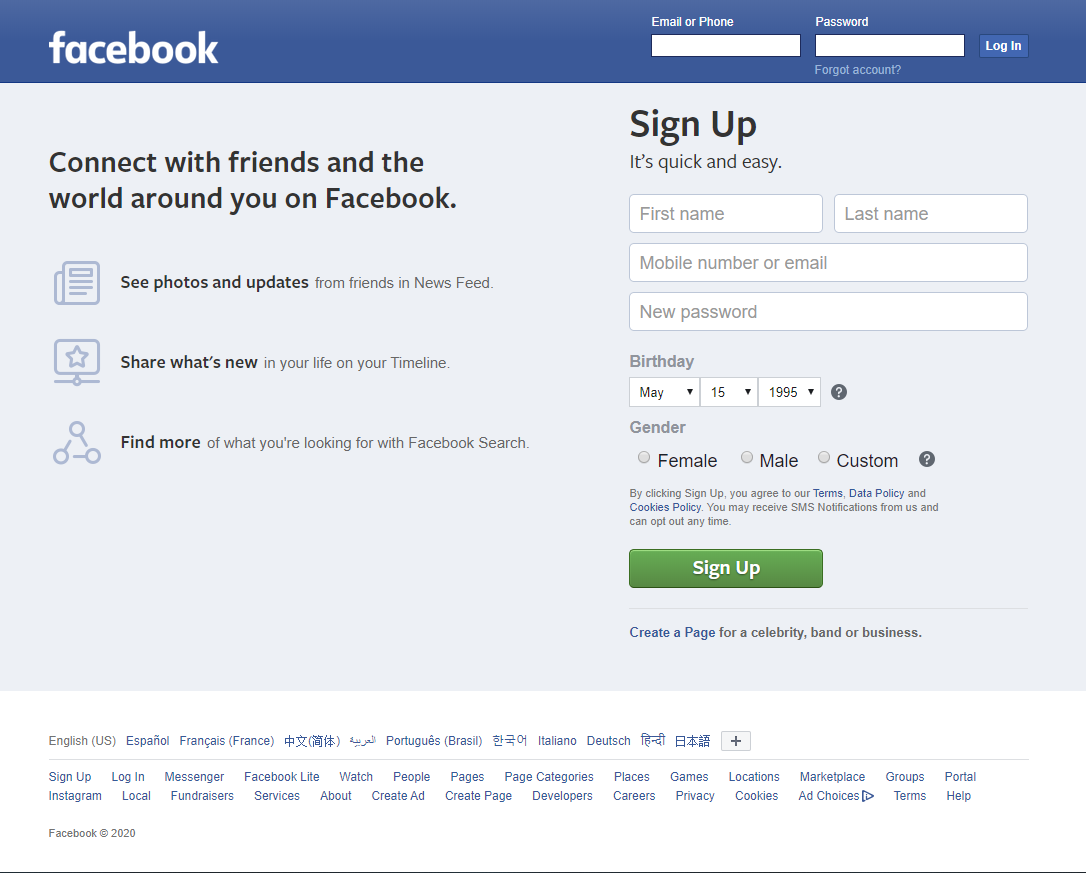 facebook
Email or Phone
Password
Log In
Forgot account?
Connect with friends and the
world around you on Facebook.
See photos and updates from friends in News Feed.
Share what's new in your life on your Timeline.
Find more of what you're looking for with Facebook Search.
Sign Up
It's quick and easy.
First name Last name
Mobile number or email
New password
Birthday
May 15 1995 ?
Gender
Female Male Custom ?
By clicking Sign Up, you agree to our Terms, Data Policy and
Cookies Policy. You may receive SMS Notifications from us and
can opt out any time.
Sign Up
Create a Page for a celebrity, band or business.
English (US) Español Français (France) 中文(简体) العربية Português (Brasil) 한국어 Italiano Deutsch हिन्दी 日本語 +
Sign Up Log In Messenger Facebook Lite Watch People Pages Page Categories Places Games Locations Marketplace Groups Portal
Instagram Local Fundraisers Services About Create Ad Create Page Developers Careers Privacy Cookies Ad Choices Terms Help
Facebook © 2020